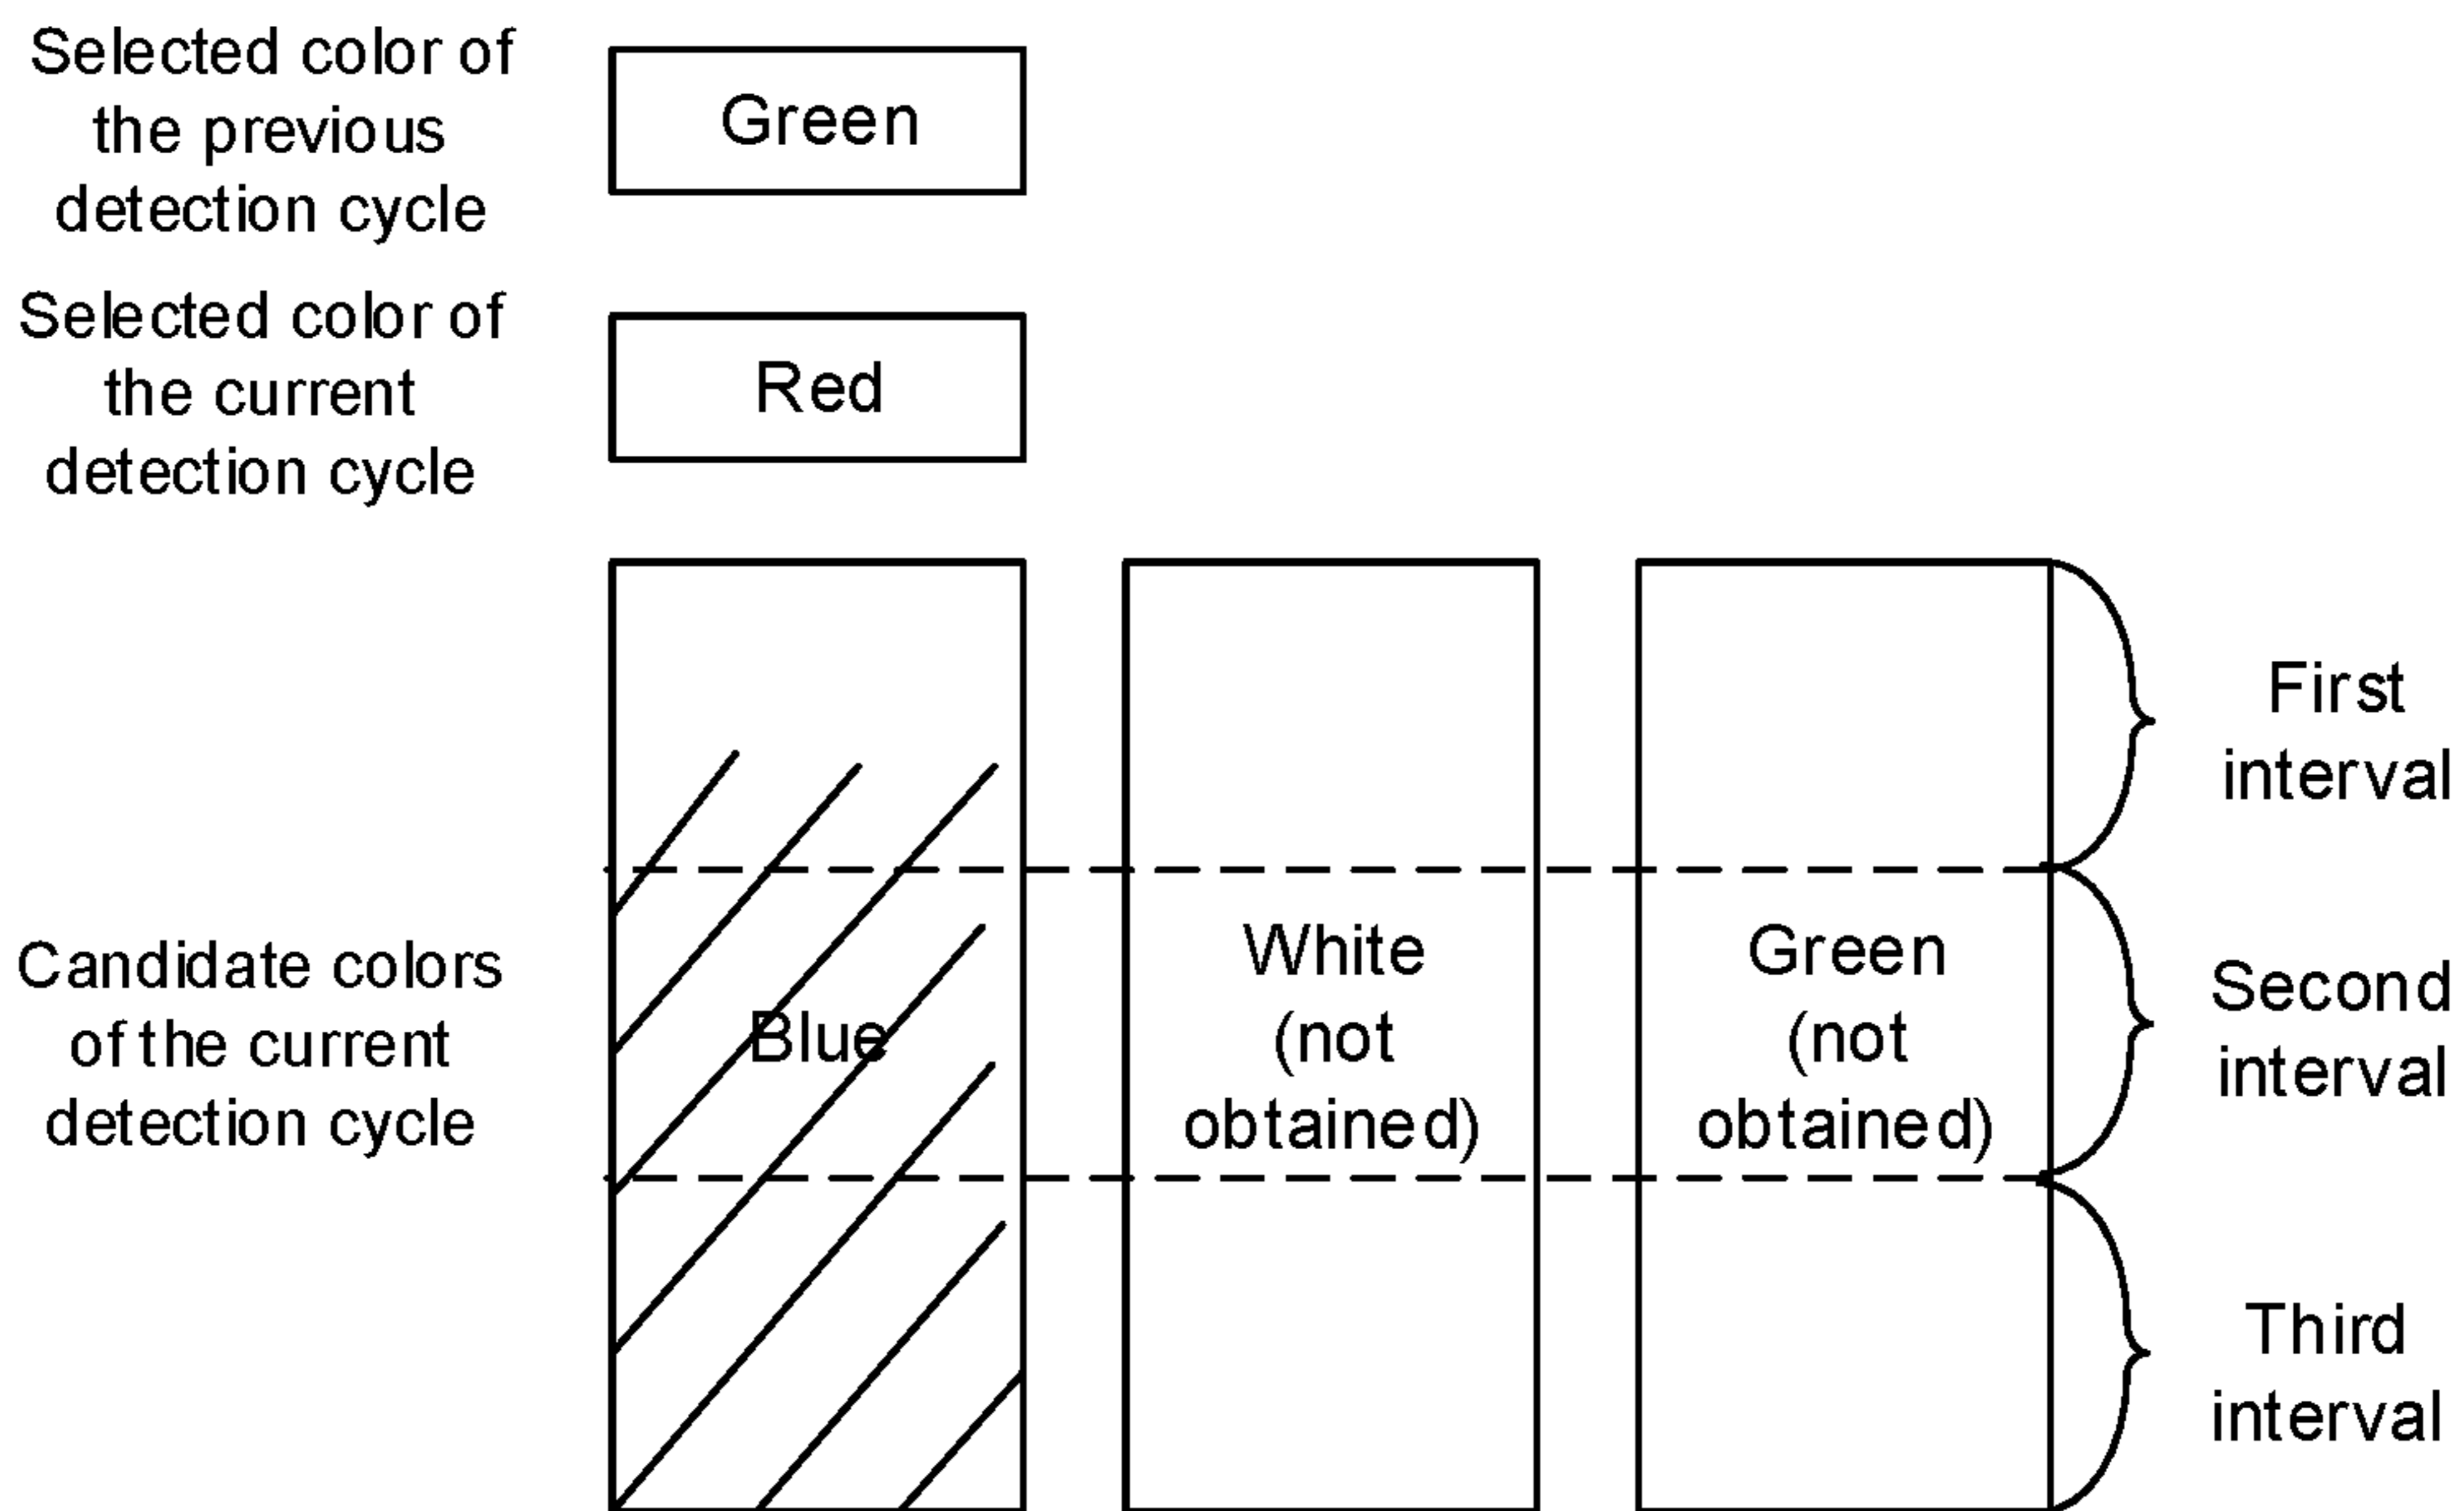 Selected color of
the previous
detection cycle
Green
Selected color of
the current
detection cycle
Red
Candidate colors
of the current
detection cycle
Blue
White
(not
obtained)
Green
(not
obtained)
First
interval
Second
interval
Third
interval